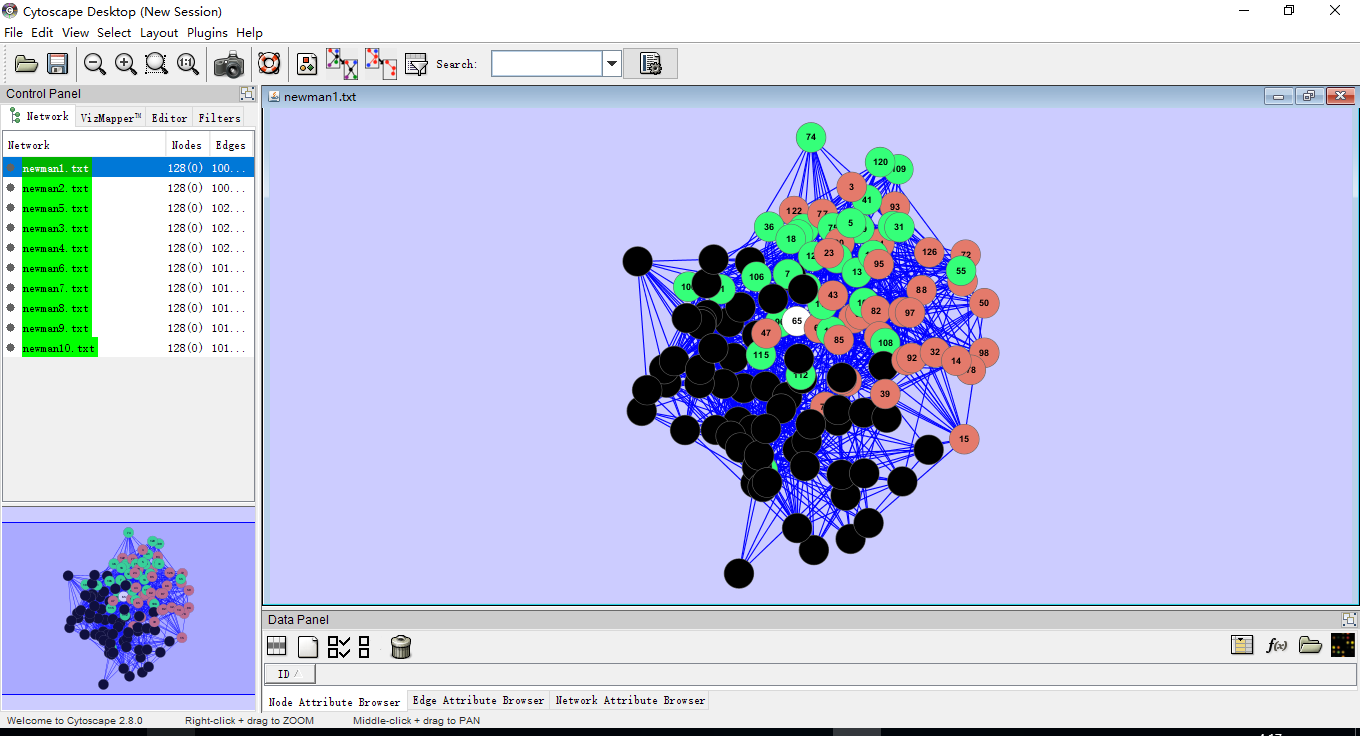 Cytoscape Desktop (New Session)
File Edit View Select Layout Plugins Help
Search:
Control Panel
Network VizMapper™ Editor Filters
Network Nodes Edges
newman1.txt 128(0) 100...
newman2.txt 128(0) 100...
newman5.txt 128(0) 102...
newman3.txt 128(0) 102...
newman4.txt 128(0) 102...
newman6.txt 128(0) 101...
newman7.txt 128(0) 101...
newman8.txt 128(0) 101...
newman9.txt 128(0) 101...
newman10.txt 128(0) 101...
newman1.txt
74
120
3
41
93
122
36
5
31
18
23
126
95
55
13
106
7
88
43
50
82
97
65
47
85
108
115
92
32
14
98
112
39
15
Data Panel
f(x)
ID
Node Attribute Browser Edge Attribute Browser Network Attribute Browser
Welcome to Cytoscape 2.8.0 Right-click + drag to ZOOM Middle-click + drag to PAN